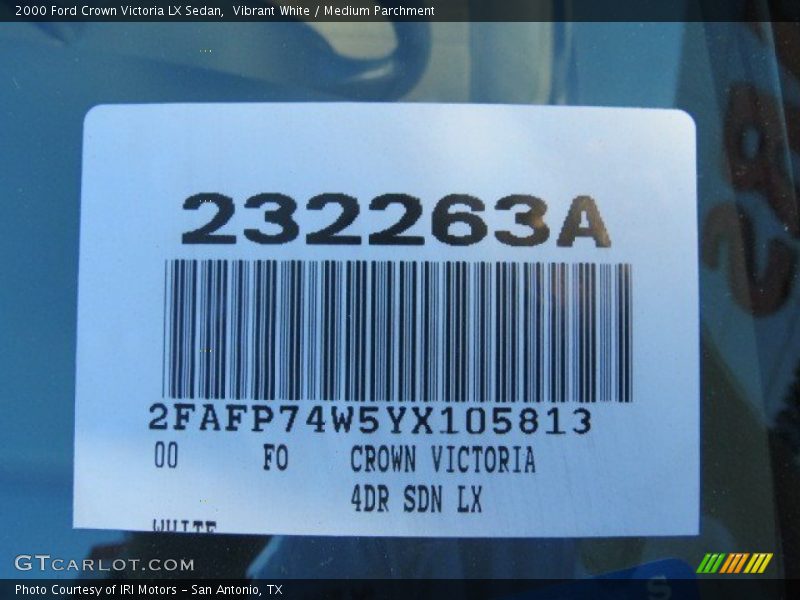 2000 Ford Crown Victoria LX Sedan,  Vibrant White / Medium Parchment
232263A
2FAFP74W5YX105813
00 FO CROWN VICTORIA
4DR SDN LX
WHITE
GTCARLOT.COM
Photo Courtesy of IRI Motors – San Antonio, TX